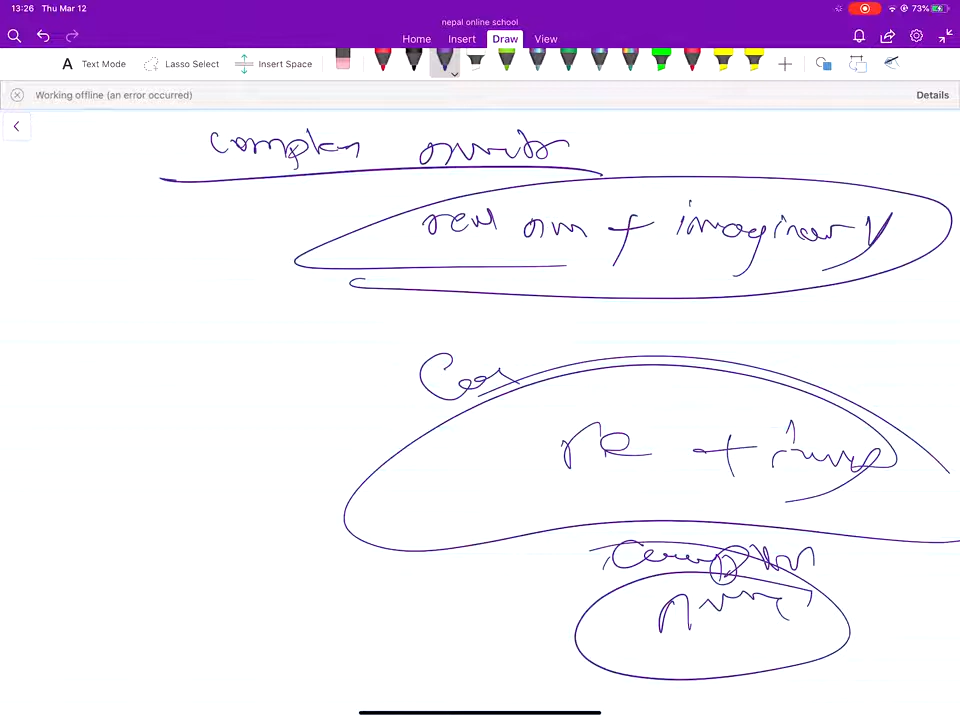 13:26 Thu Mar 12
73%
nepal online school
Home Insert Draw View
A Text Mode Lasso Select Insert Space
Working offline (an error occurred) Details
complex
real num + imaginary
re +